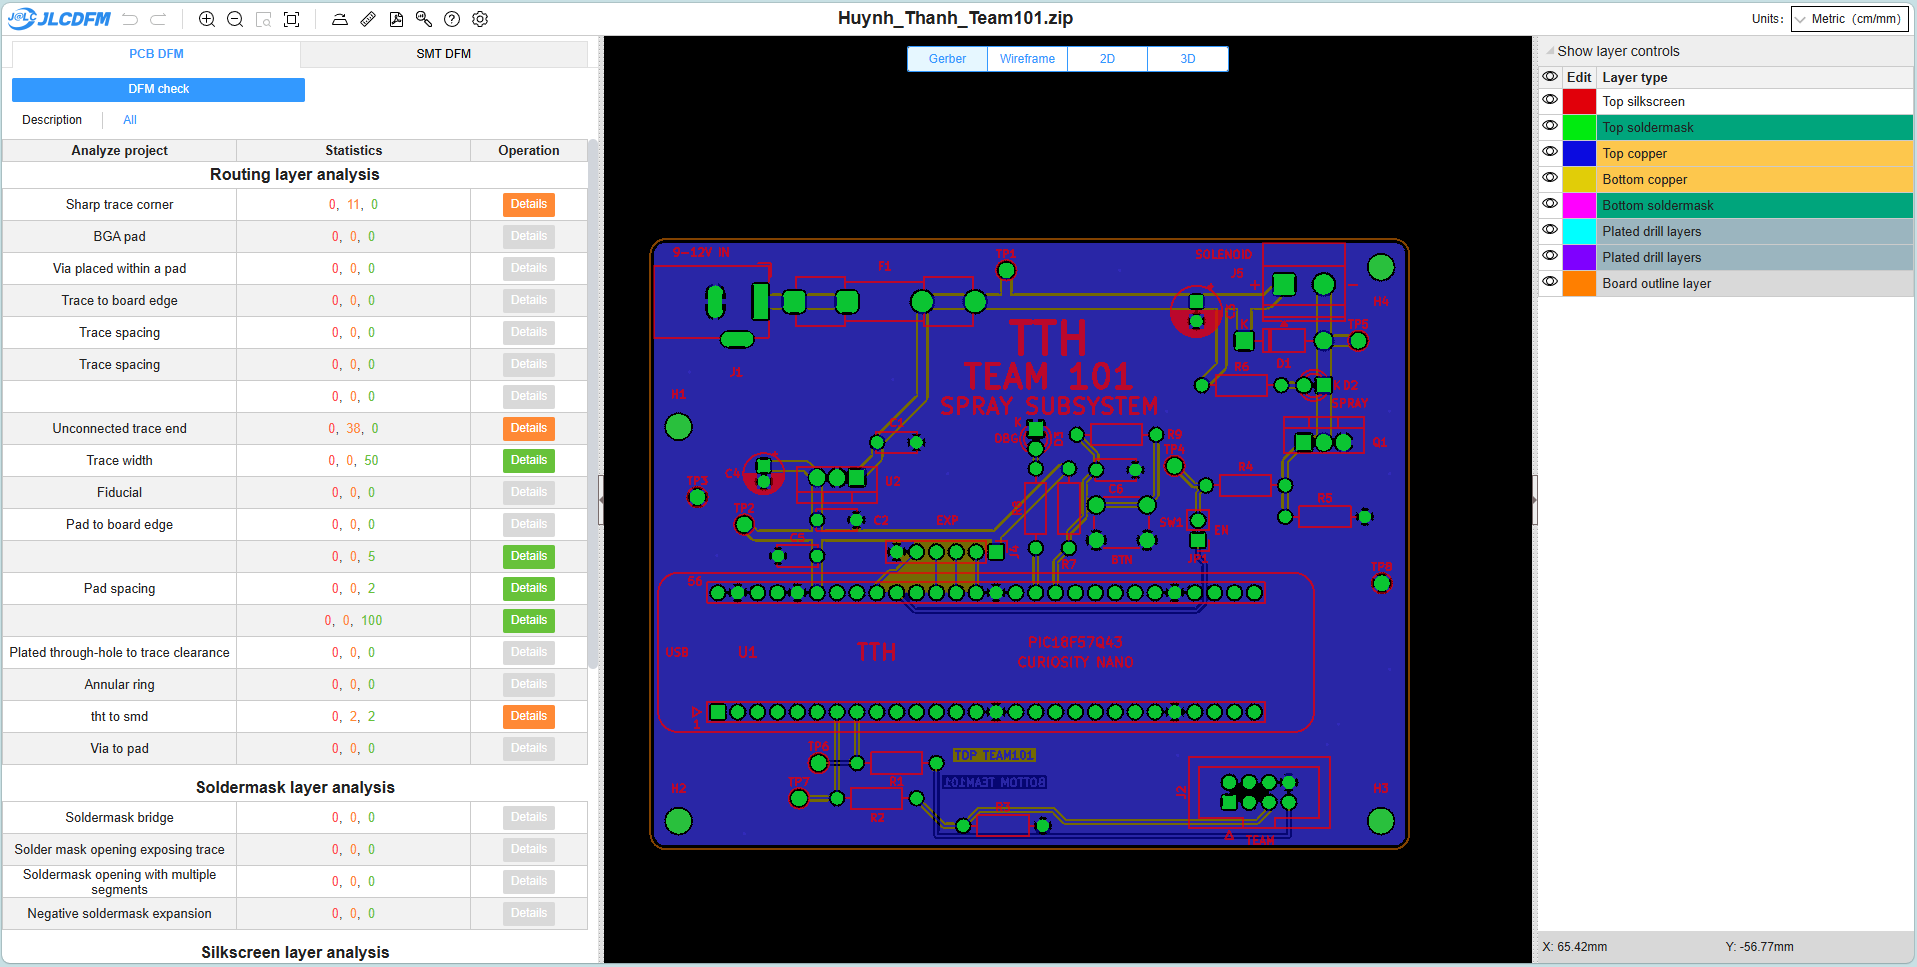 J@LC JLCDFM
Huynh_Thanh_Team101.zip
Units: Metric (cm/mm)
PCB DFM
SMT DFM
DFM check
Description
All
Analyze project Statistics Operation
Routing layer analysis
Sharp trace corner 0, 11, 0 Details
BGA pad 0, 0, 0 Details
Via placed within a pad 0, 0, 0 Details
Trace to board edge 0, 0, 0 Details
Trace spacing 0, 0, 0 Details
Trace spacing 0, 0, 0 Details
0, 0, 0 Details
Unconnected trace end 0, 38, 0 Details
Trace width 0, 0, 50 Details
Fiducial 0, 0, 0 Details
Pad to board edge 0, 0, 0 Details
0, 0, 5 Details
Pad spacing 0, 0, 2 Details
0, 0, 100 Details
Plated through-hole to trace clearance 0, 0, 0 Details
Annular ring 0, 0, 0 Details
tht to smd 0, 2, 2 Details
Via to pad 0, 0, 0 Details
Soldermask layer analysis
Soldermask bridge 0, 0, 0 Details
Solder mask opening exposing trace 0, 0, 0 Details
Soldermask opening with multiple
segments 0, 0, 0 Details
Negative soldermask expansion 0, 0, 0 Details
Silkscreen layer analysis
Gerber Wireframe 2D 3D
9-12V IN
F1
TP1
SOLENOID
J5
+ -
H4
K
TP5
TTH
J1
D1
R6
TEAM 101
K D2
H1
SPRAY SUBSYSTEM
SPRAY
K
DBG
D3
R9
Q1
TP4
C4
U2
R4
TP3
C6
R5
TP2
C2
EXP
SW1
EN
BTN
R7
TP8
56
USB
U1
TTH
PIC18F57Q43
CURIOSITY NANO
1
TP6
TOP TEAM101
BOTTOM TEAM101
TP7
R1
H2
J2
H3
R2
TEAM
Show layer controls
Edit Layer type
Top silkscreen
Top soldermask
Top copper
Bottom copper
Bottom soldermask
Plated drill layers
Plated drill layers
Board outline layer
X: 65.42mm Y: -56.77mm